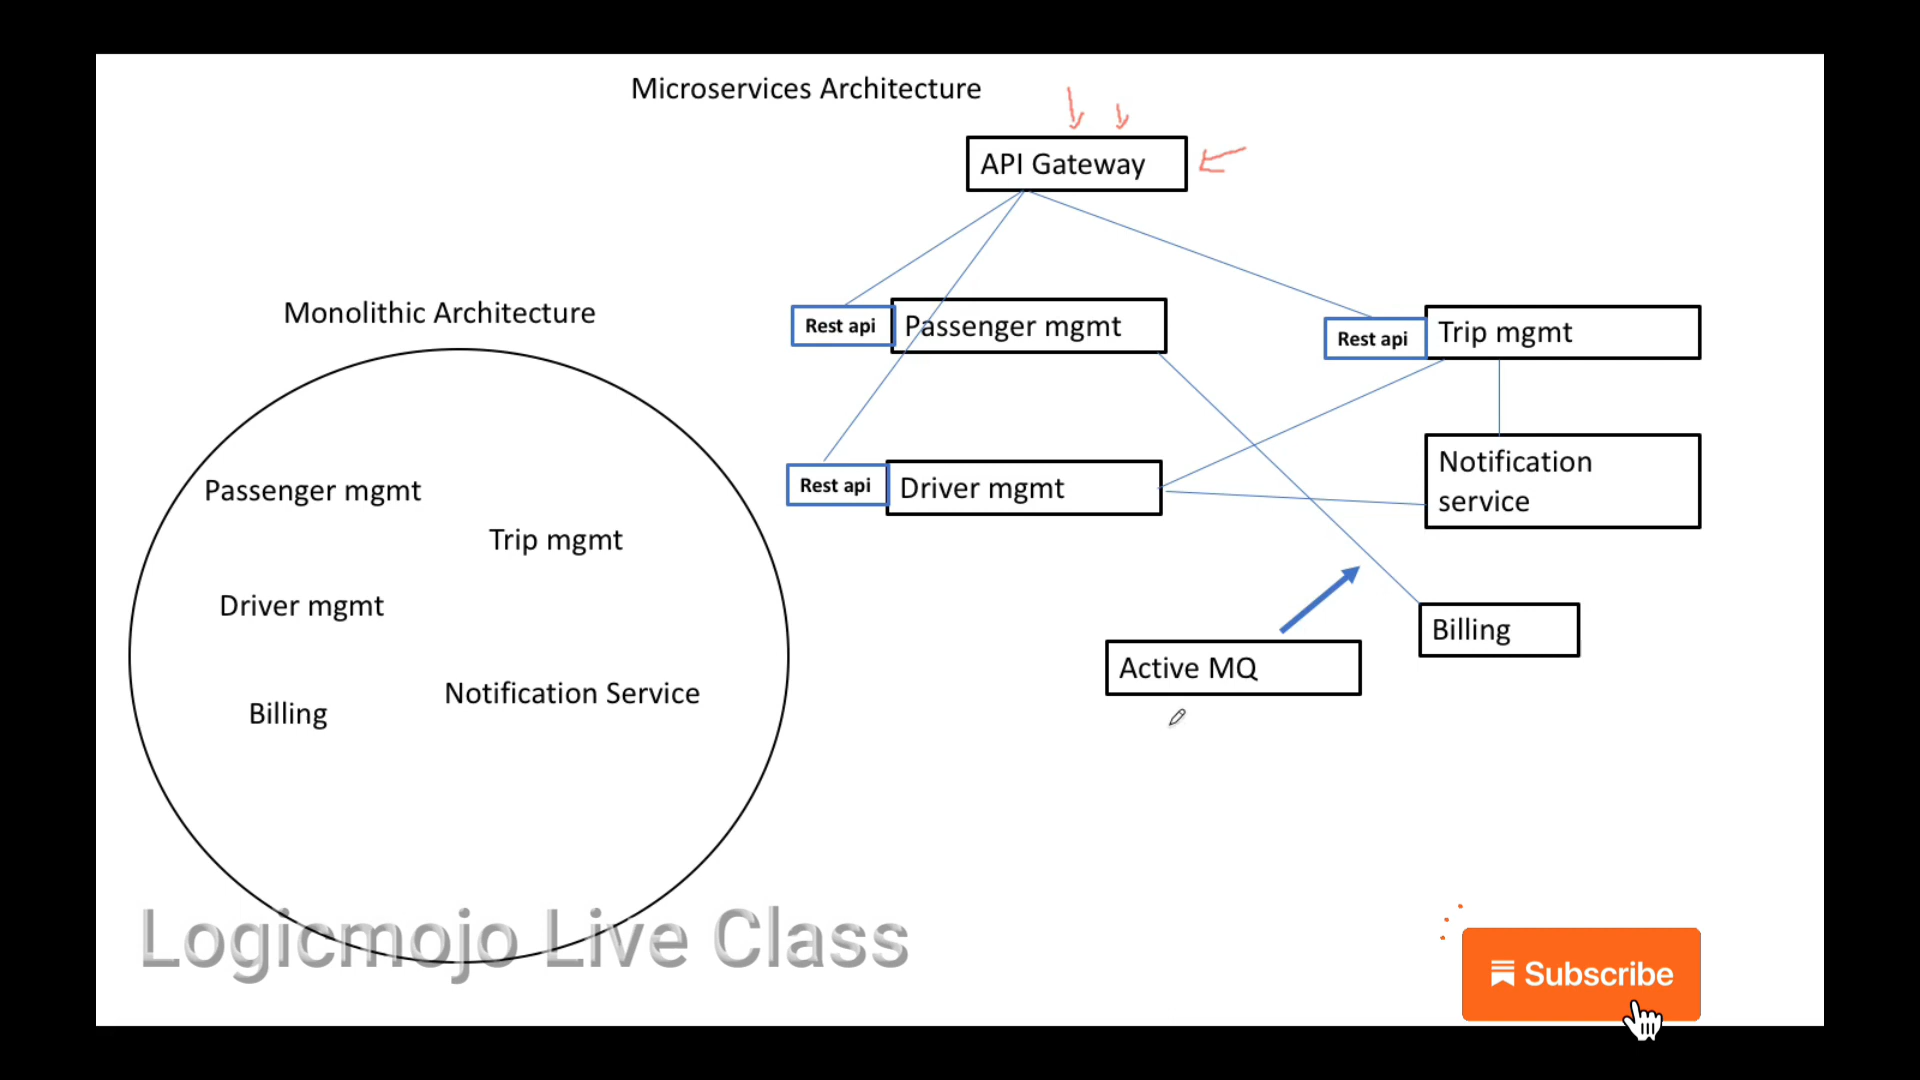 Microservices Architecture
API Gateway
Monolithic Architecture
Rest api
Passenger mgmt
Rest api
Trip mgmt
Rest api
Driver mgmt
Notification
service
Passenger mgmt
Trip mgmt
Driver mgmt
Billing
Notification Service
Active MQ
Billing
Logicmojo Live Class
Subscribe